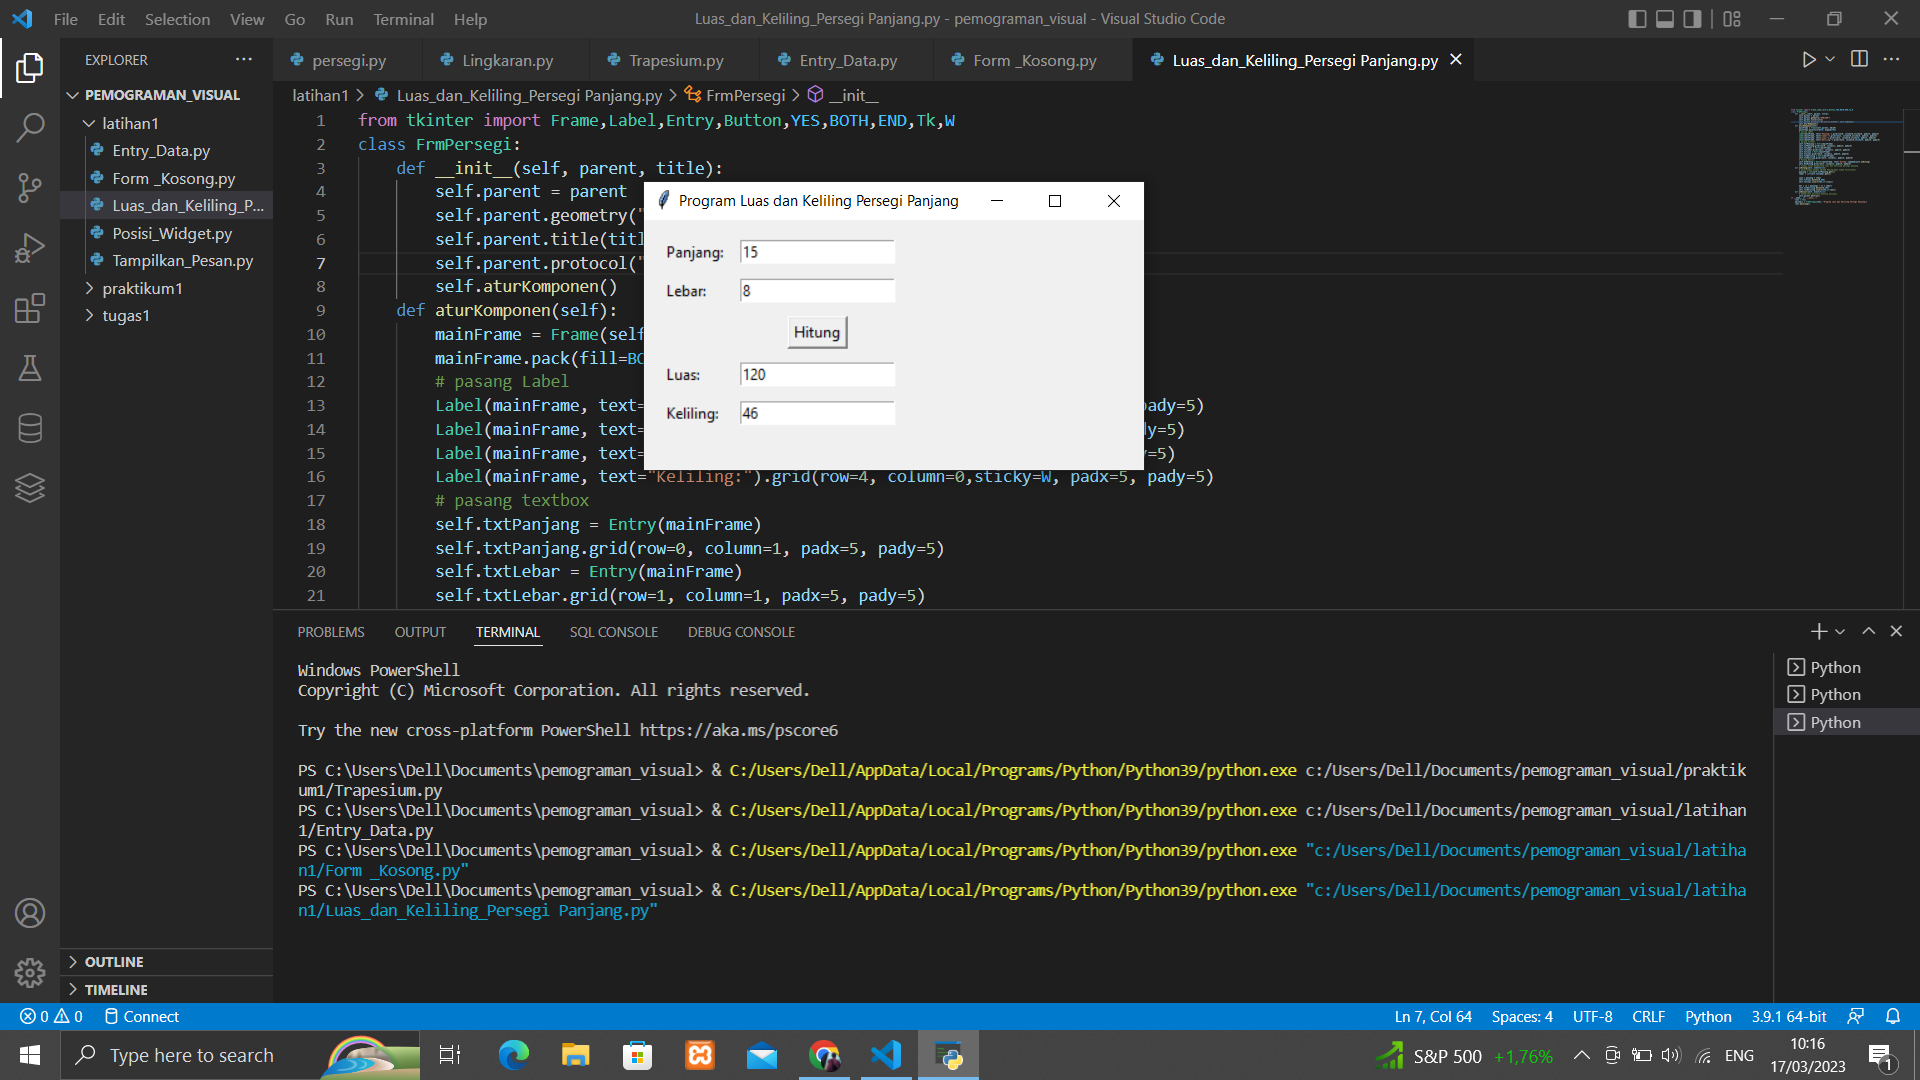 File Edit Selection View Go Run Terminal Help
Luas_dan_Keliling_Persegi Panjang.py - pemograman_visual - Visual Studio Code
EXPLORER
persegi.py
Lingkaran.py
Trapesium.py
Entry_Data.py
Form _Kosong.py
Luas_dan_Keliling_Persegi Panjang.py
PEMOGRAMAN_VISUAL
latihan1
Entry_Data.py
Form _Kosong.py
Luas_dan_Keliling_P...
Posisi_Widget.py
Tampilkan_Pesan.py
praktikum1
tugas1
OUTLINE
TIMELINE
latihan1 > Luas_dan_Keliling_Persegi Panjang.py > FrmPersegi > __init__
1 from tkinter import Frame,Label,Entry,Button,YES,BOTH,END,Tk,W
2 class FrmPersegi:
3 def __init__(self, parent, title):
4 self.parent = parent
5 self.parent.geometry("
6 self.parent.title(titl
7 self.parent.protocol("
8 self.aturKomponen()
9 def aturKomponen(self):
10 mainFrame = Frame(self
11 mainFrame.pack(fill=BO
12 # pasang Label
13 Label(mainFrame, text= ady=5)
14 Label(mainFrame, text= y=5)
15 Label(mainFrame, text= =5)
16 Label(mainFrame, text="Keliling:").grid(row=4, column=0,sticky=W, padx=5, pady=5)
17 # pasang textbox
18 self.txtPanjang = Entry(mainFrame)
19 self.txtPanjang.grid(row=0, column=1, padx=5, pady=5)
20 self.txtLebar = Entry(mainFrame)
21 self.txtLebar.grid(row=1, column=1, padx=5, pady=5)
Program Luas dan Keliling Persegi Panjang
Panjang: 15
Lebar: 8
Hitung
Luas: 120
Keliling: 46
PROBLEMS OUTPUT TERMINAL SQL CONSOLE DEBUG CONSOLE
Windows PowerShell
Copyright (C) Microsoft Corporation. All rights reserved.
Try the new cross-platform PowerShell https://aka.ms/pscore6
PS C:\Users\Dell\Documents\pemograman_visual> & C:/Users/Dell/AppData/Local/Programs/Python/Python39/python.exe c:/Users/Dell/Documents/pemograman_visual/praktik
um1/Trapesium.py
PS C:\Users\Dell\Documents\pemograman_visual> & C:/Users/Dell/AppData/Local/Programs/Python/Python39/python.exe c:/Users/Dell/Documents/pemograman_visual/latihan
1/Entry_Data.py
PS C:\Users\Dell\Documents\pemograman_visual> & C:/Users/Dell/AppData/Local/Programs/Python/Python39/python.exe "c:/Users/Dell/Documents/pemograman_visual/latiha
n1/Form _Kosong.py"
PS C:\Users\Dell\Documents\pemograman_visual> & C:/Users/Dell/AppData/Local/Programs/Python/Python39/python.exe "c:/Users/Dell/Documents/pemograman_visual/latiha
n1/Luas_dan_Keliling_Persegi Panjang.py"
Python
Python
Python
0 0 Connect
Ln 7, Col 64 Spaces: 4 UTF-8 CRLF Python 3.9.1 64-bit
Type here to search
S&P 500 +1,76%
ENG
10:16
17/03/2023
1